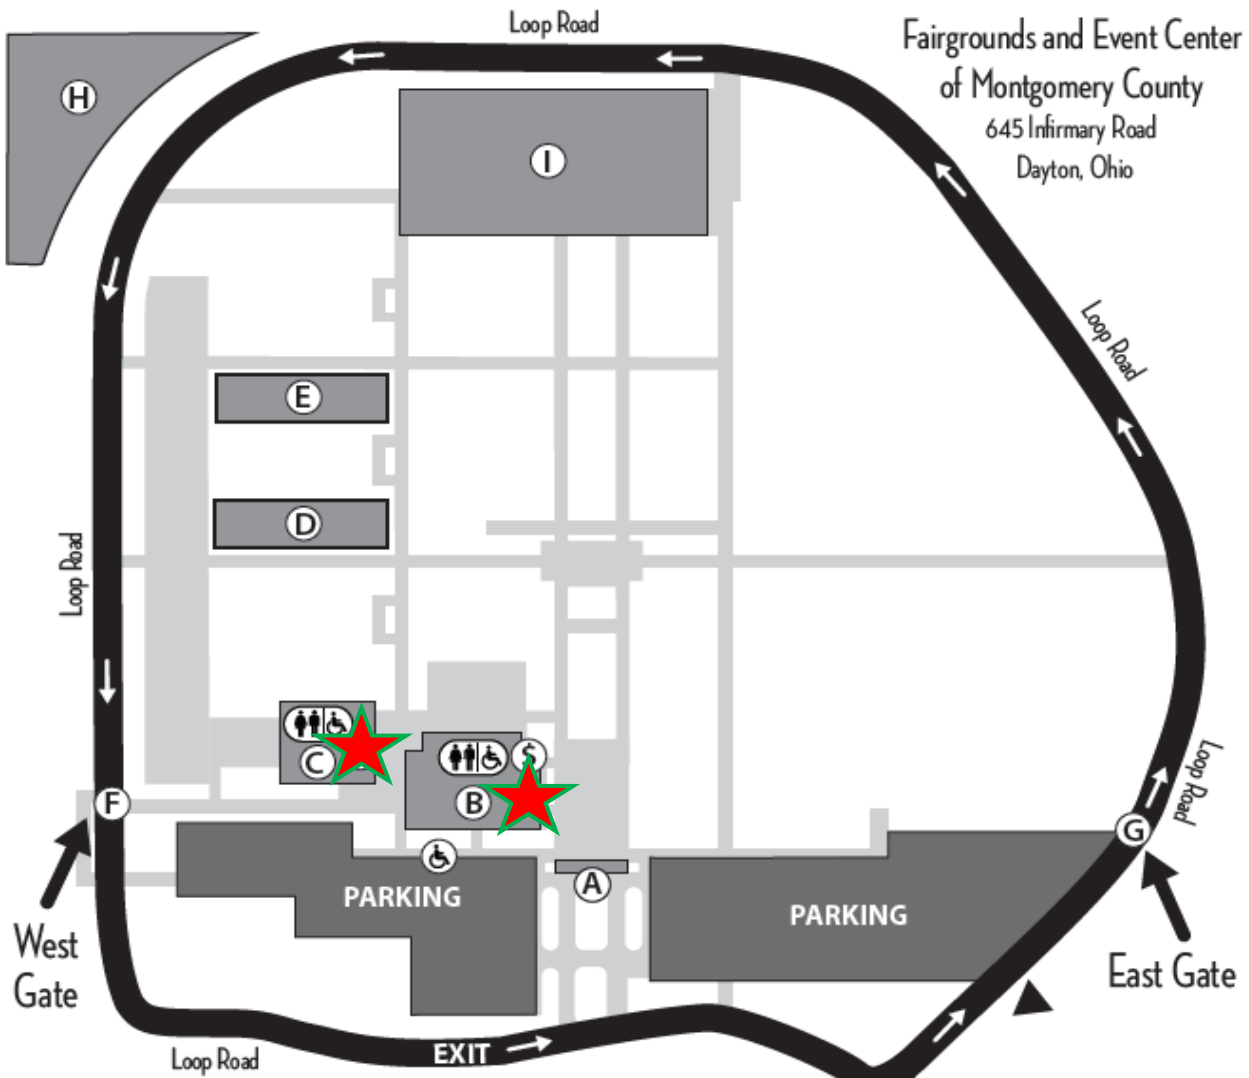 Loop Road
Fairgrounds and Event Center
of Montgomery County
645 Infirmary Road
Dayton, Ohio
H
I
Loop Road
E
D
Loop Road
C
$
B
F
G
Loop Road
A
PARKING
PARKING
West
Gate
East Gate
EXIT
Loop Road